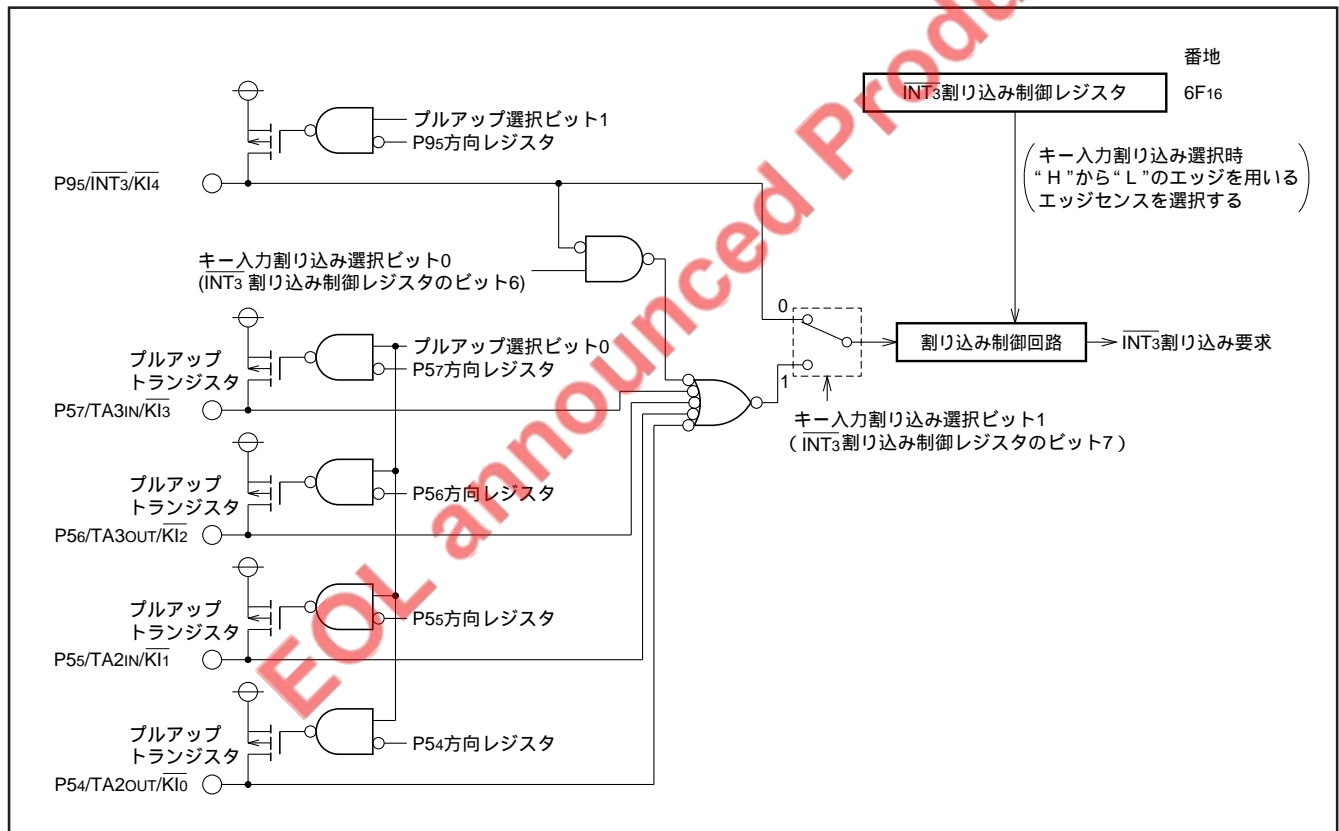 番地
INT3割り込み制御レジスタ 6F16
プルアップ選択ビット1
P95方向レジスタ
P95/INT3/KI4
キー入力割り込み選択時
“H”から“L”のエッジを用いる
エッジセンスを選択する
キー入力割り込み選択ビット0
(INT3 割り込み制御レジスタのビット6)
0
プルアップ選択ビット0
P57方向レジスタ
プルアップ
トランジスタ
P57/TA3IN/KI3
割り込み制御回路
INT3割り込み要求
1
キー入力割り込み選択ビット1
(INT3割り込み制御レジスタのビット7)
プルアップ
トランジスタ
P56方向レジスタ
P56/TA3OUT/KI2
プルアップ
トランジスタ
P55方向レジスタ
P55/TA2IN/KI1
プルアップ
トランジスタ
P54方向レジスタ
P54/TA2OUT/KI0
EOL announced Produ